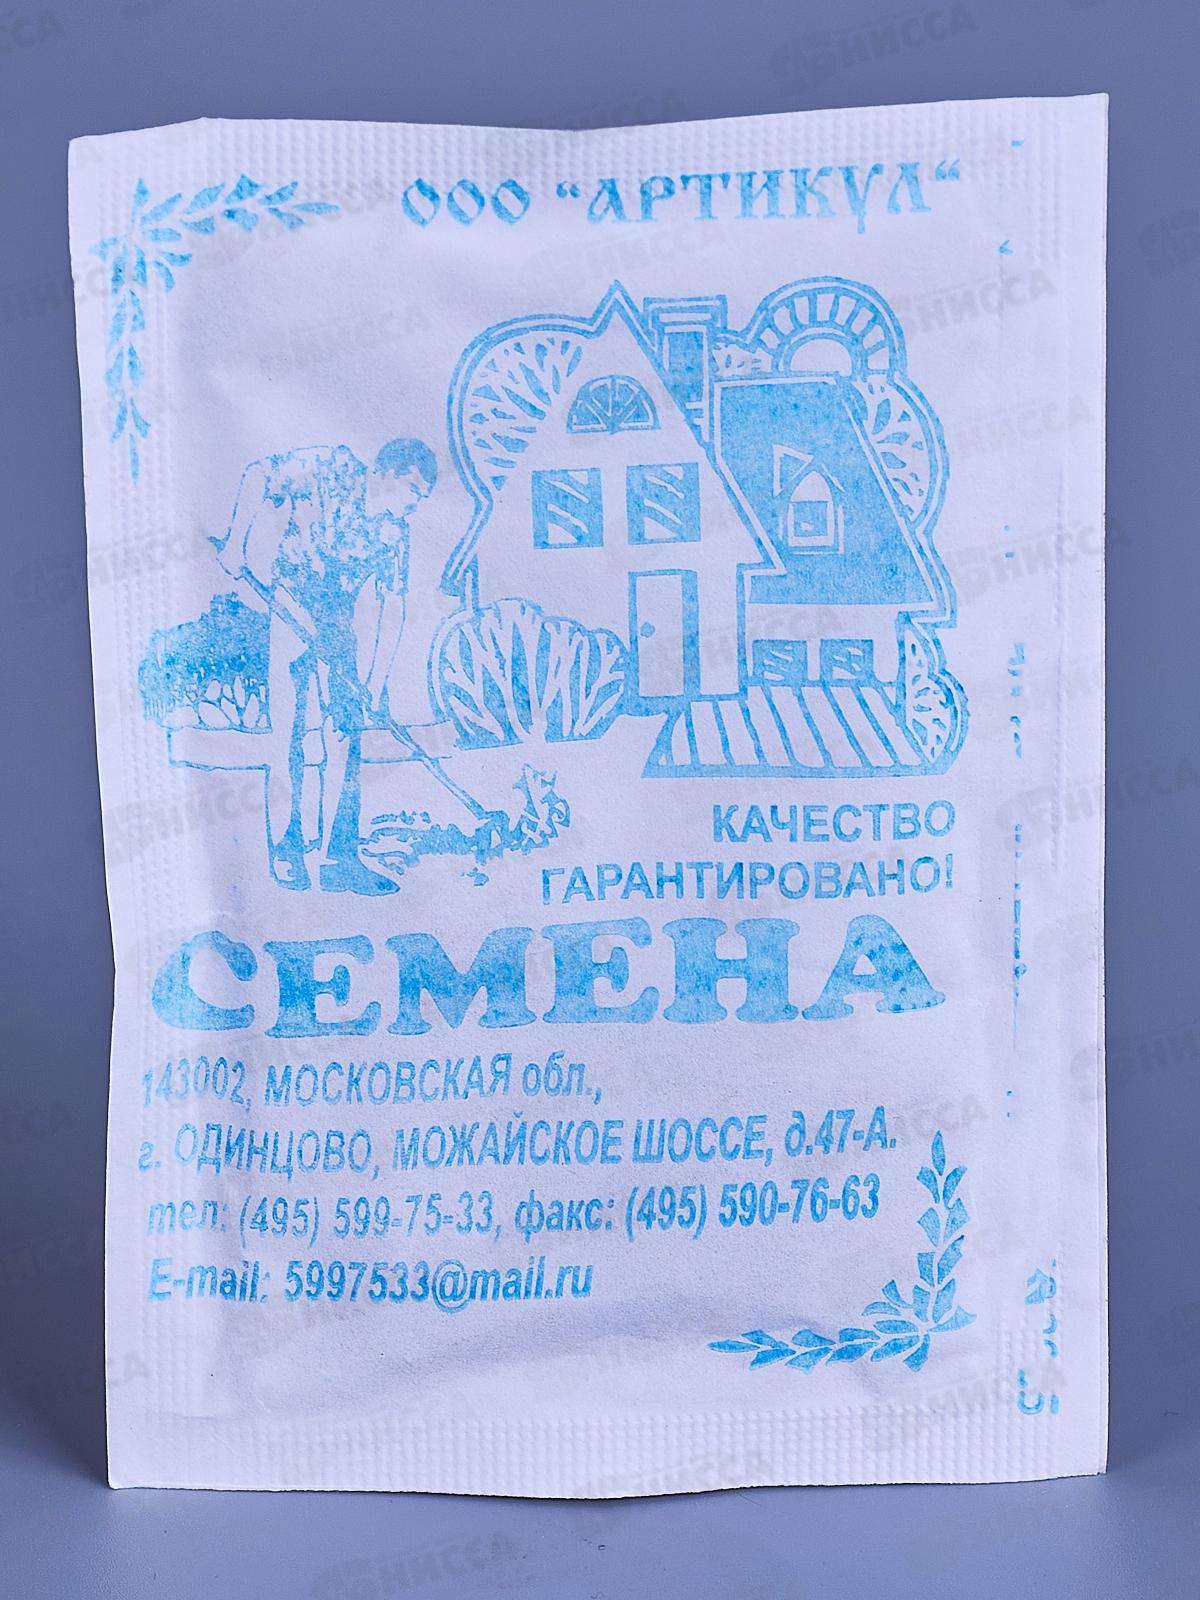 ООО “АРТИКУЛ“
КАЧЕСТВО
ГАРАНТИРОВАНО!
СЕМЕНА
143002, МОСКОВСКАЯ обл.,
г. ОДИНЦОВО, МОЖАЙСКОЕ ШОССЕ, д.47-А.
тел: (495) 599-75-33, факс: (495) 590-76-63
E-mail: 5997533@mail.ru